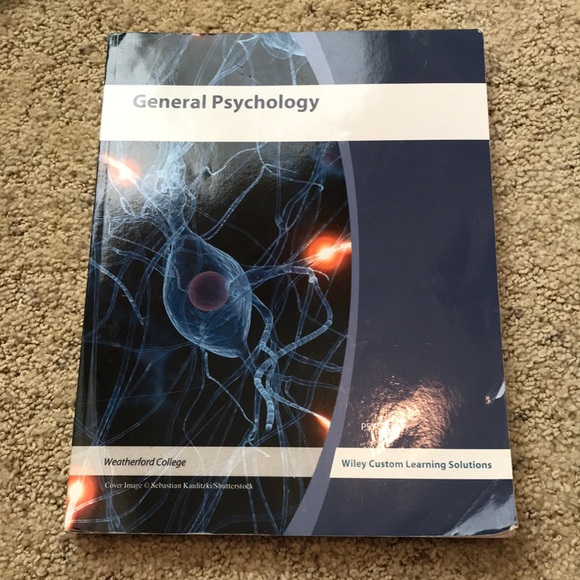 General Psychology
Weatherford College
Wiley Custom Learning Solutions
Cover Image © Sebastian Kaulitzki/Shutterstock